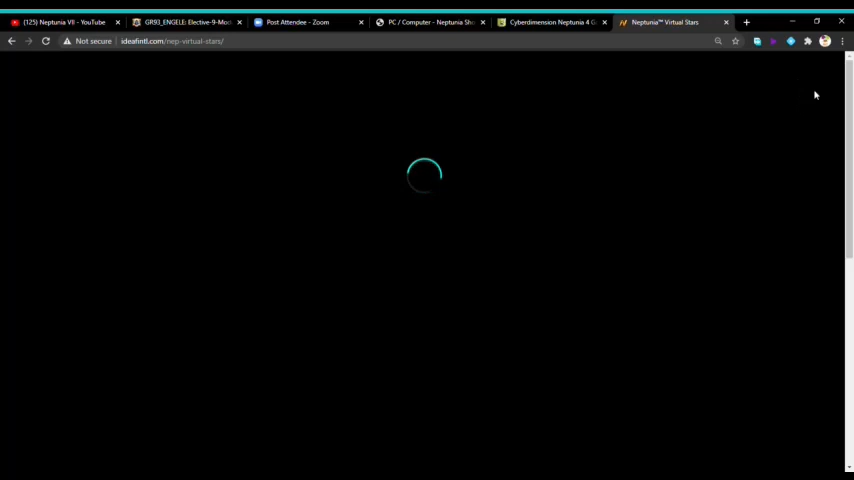 (125) Neptunia VII - YouTube
GR93_ENGELE: Elective-9-Mod
Post Attendee - Zoom
PC / Computer - Neptunia Sho
Cyberdimension Neptunia 4 G
Neptunia™ Virtual Stars
Not secure
ideafintl.com/nep-virtual-stars/